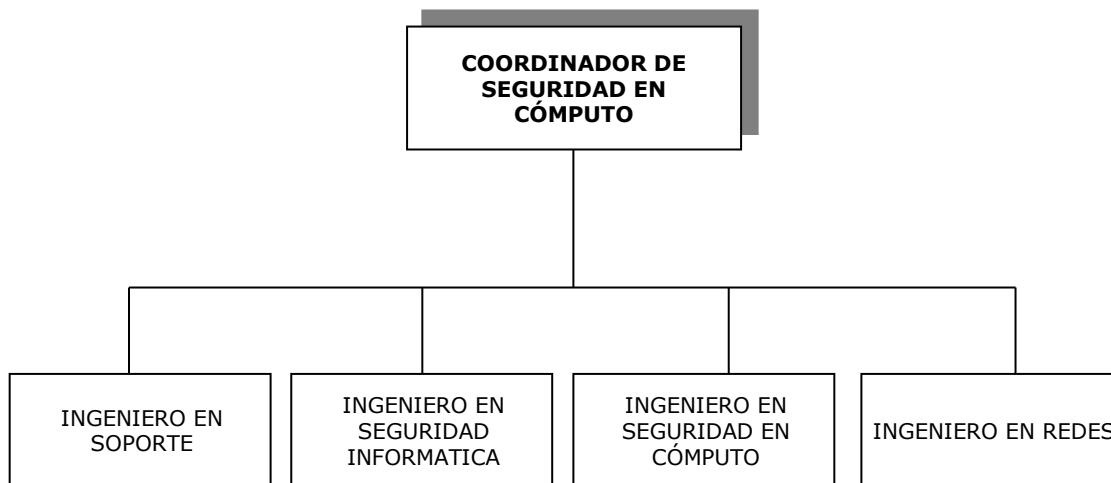 COORDINADOR DE
SEGURIDAD EN
CÓMPUTO
INGENIERO EN
SOPORTE
INGENIERO EN
SEGURIDAD
INFORMATICA
INGENIERO EN
SEGURIDAD EN
CÓMPUTO
INGENIERO EN REDES